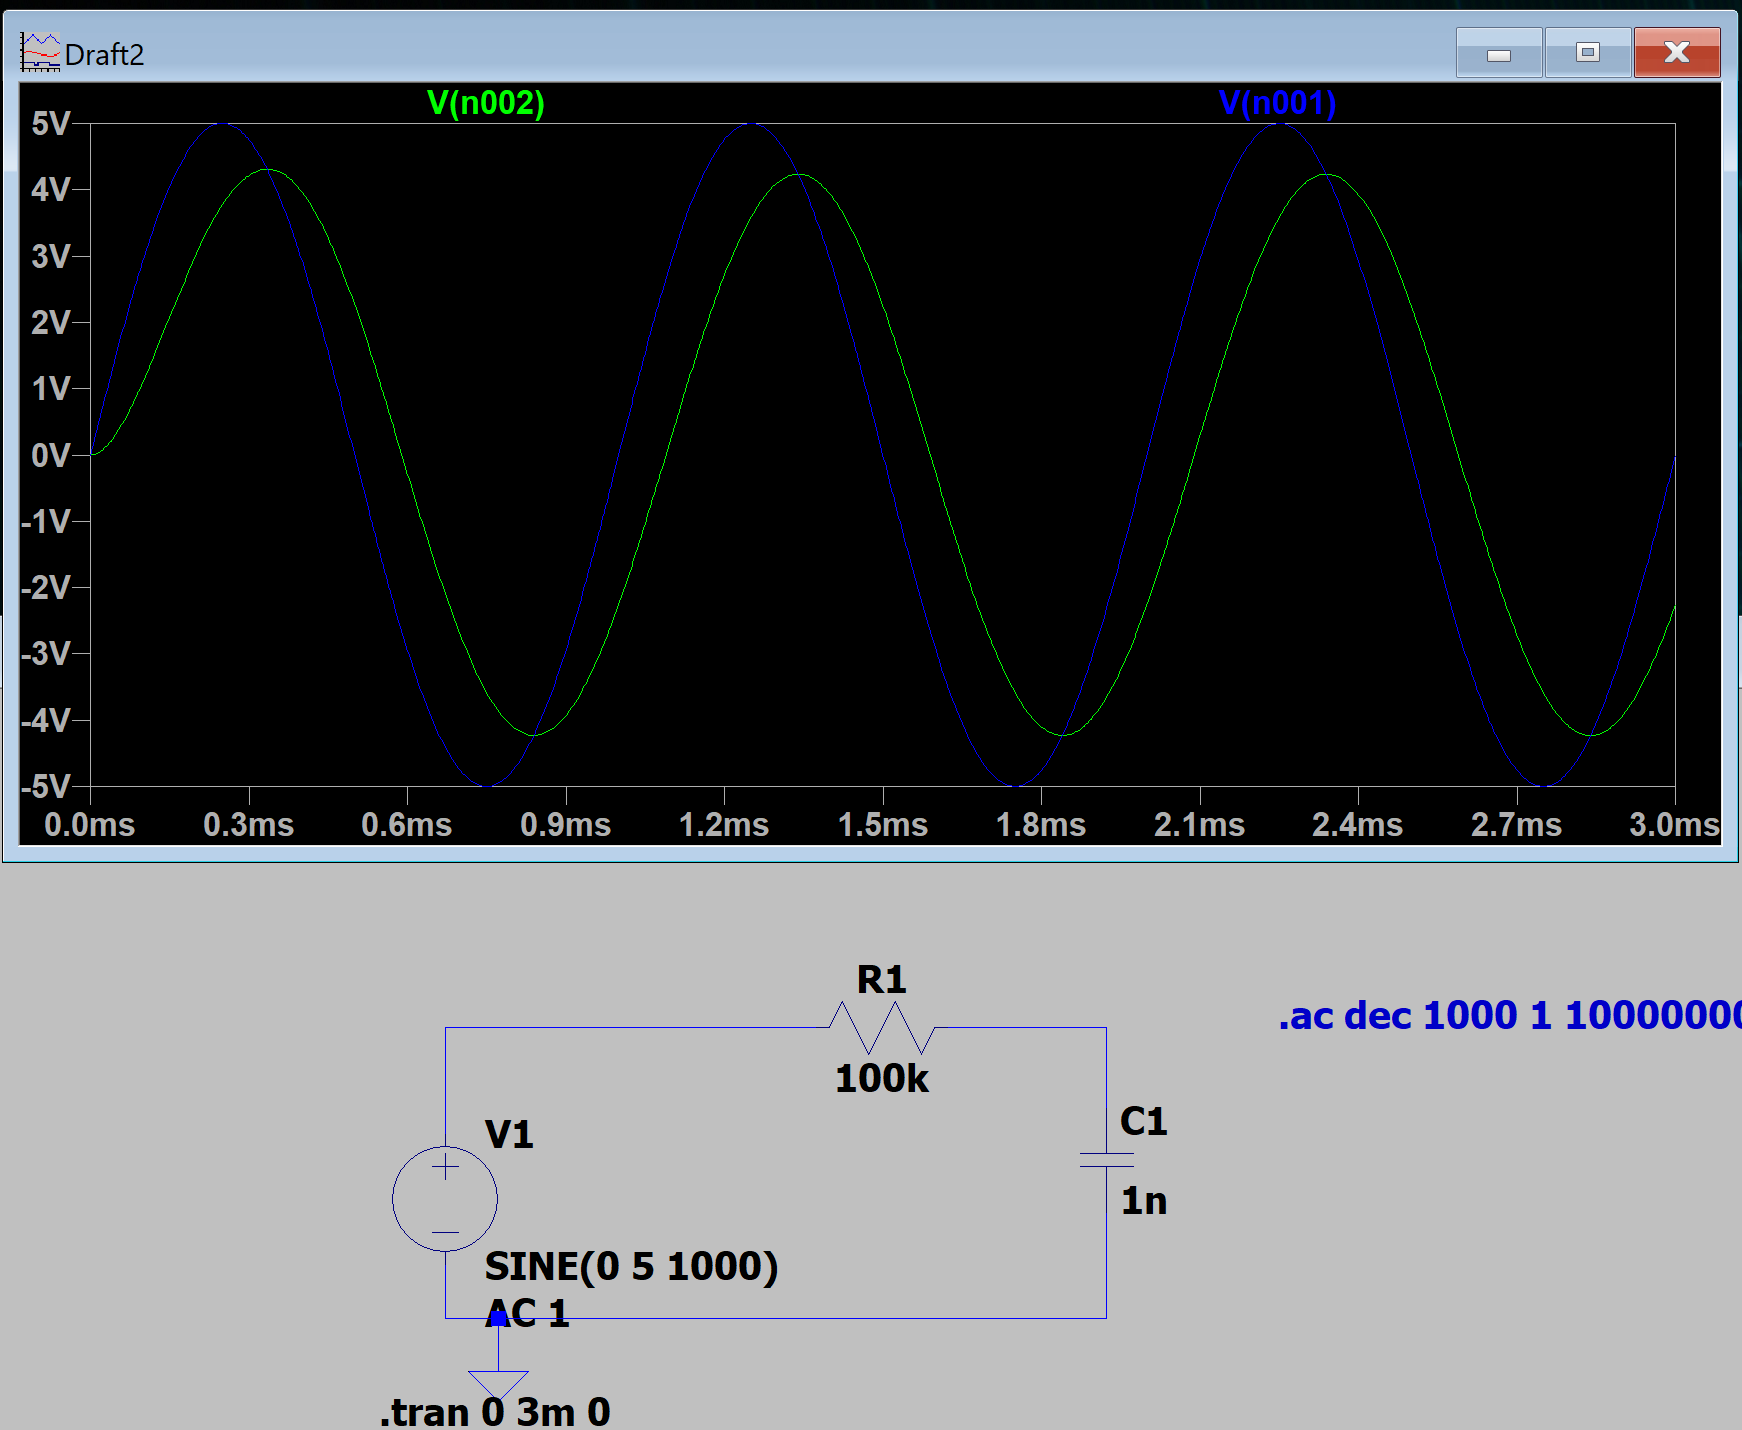 Draft2
V(n002) V(n001)
5V
4V
3V
2V
1V
0V
-1V
-2V
-3V
-4V
-5V
0.0ms 0.3ms 0.6ms 0.9ms 1.2ms 1.5ms 1.8ms 2.1ms 2.4ms 2.7ms 3.0ms
R1
100k
.ac dec 1000 1 10000000
C1
1n
V1
SINE(0 5 1000)
AC 1
.tran 0 3m 0